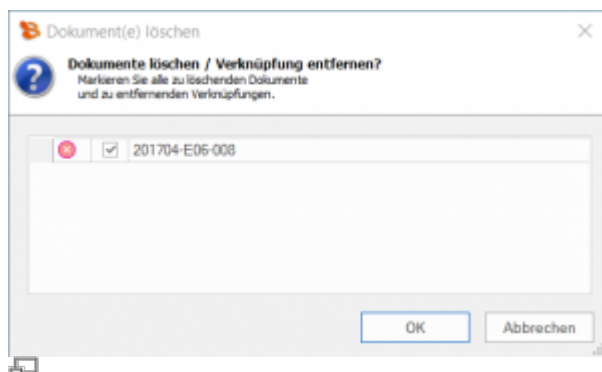 Dokument(e) löschen
Dokumente löschen / Verknüpfung entfernen?
Markieren Sie alle zu löschenden Dokumente
und zu entfernenden Verknüpfungen.
201704-E06-008
OK
Abbrechen